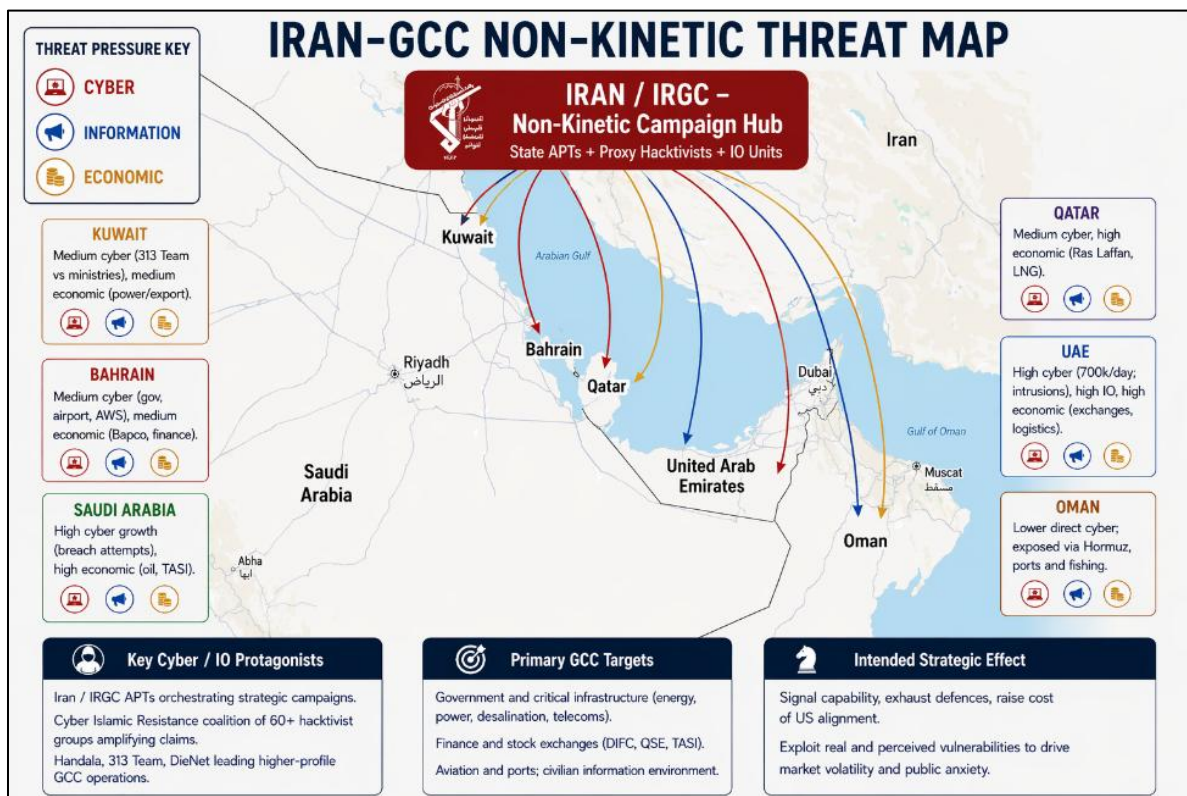 IRAN-GCC NON-KINETIC THREAT MAP
THREAT PRESSURE KEY
CYBER
INFORMATION
ECONOMIC
IRAN / IRGC –
Non-Kinetic Campaign Hub
State APTs + Proxy Hacktivists + IO Units
Iran
Kuwait
Arabian Gulf
Bahrain
Qatar
Riyadh
الرياض
Dubai
دبي
Gulf of Oman
United Arab
Emirates
Muscat
مسقط
Saudi
Arabia
Oman
Abha
ابها
KUWAIT
Medium cyber (313 Team
vs ministries), medium
economic (power/export).
BAHRAIN
Medium cyber (gov,
airport, AWS), medium
economic (Bapco, finance).
SAUDI ARABIA
High cyber growth
(breach attempts),
high economic (oil, TASI).
QATAR
Medium cyber, high
economic (Ras Laffan,
LNG).
UAE
High cyber (700k/day;
intrusions), high IO, high
economic (exchanges,
logistics).
OMAN
Lower direct cyber;
exposed via Hormuz,
ports and fishing.
Key Cyber / IO Protagonists
Iran / IRGC APTs orchestrating strategic campaigns.
Cyber Islamic Resistance coalition of 60+ hacktivist
groups amplifying claims.
Handala, 313 Team, DieNet leading higher-profile
GCC operations.
Primary GCC Targets
Government and critical infrastructure (energy,
power, desalination, telecoms).
Finance and stock exchanges (DIFC, QSE, TASI).
Aviation and ports; civilian information environment.
Intended Strategic Effect
Signal capability, exhaust defences, raise cost
of US alignment.
Exploit real and perceived vulnerabilities to drive
market volatility and public anxiety.